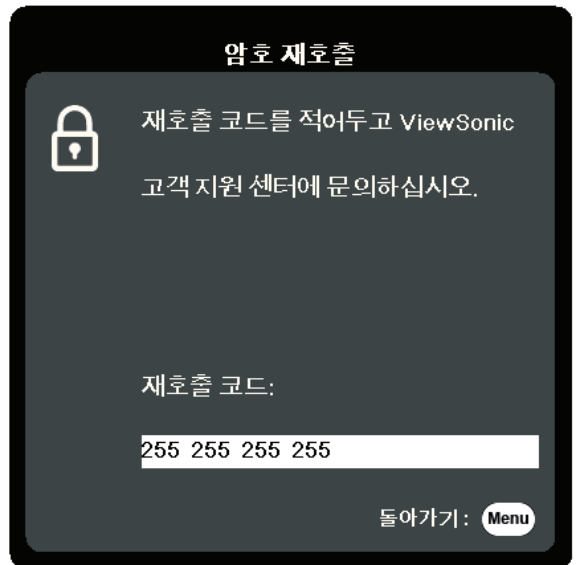 암호 재호출
재호출 코드를 적어두고 ViewSonic
고객 지원 센터에 문의하십시오.
재호출 코드:
255 255 255 255
돌아가기: Menu